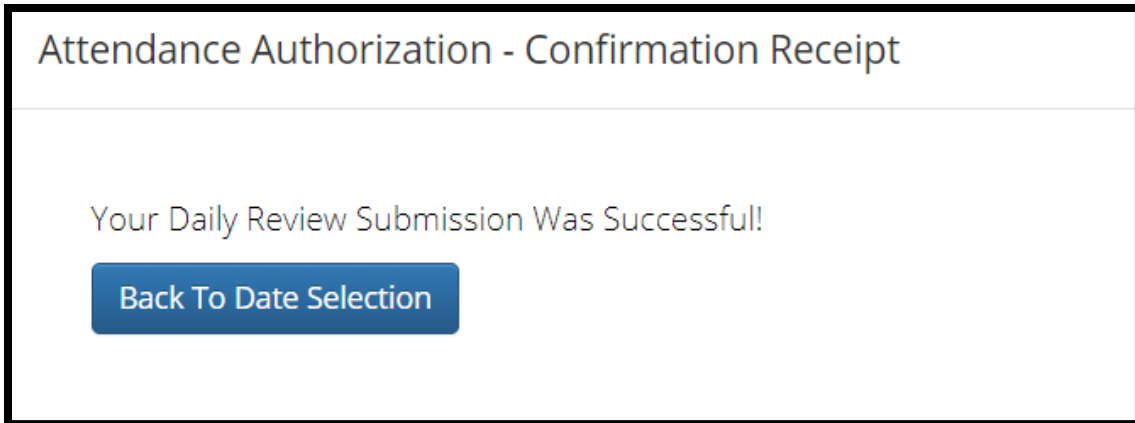 Attendance Authorization - Confirmation Receipt
Your Daily Review Submission Was Successful!
Back To Date Selection